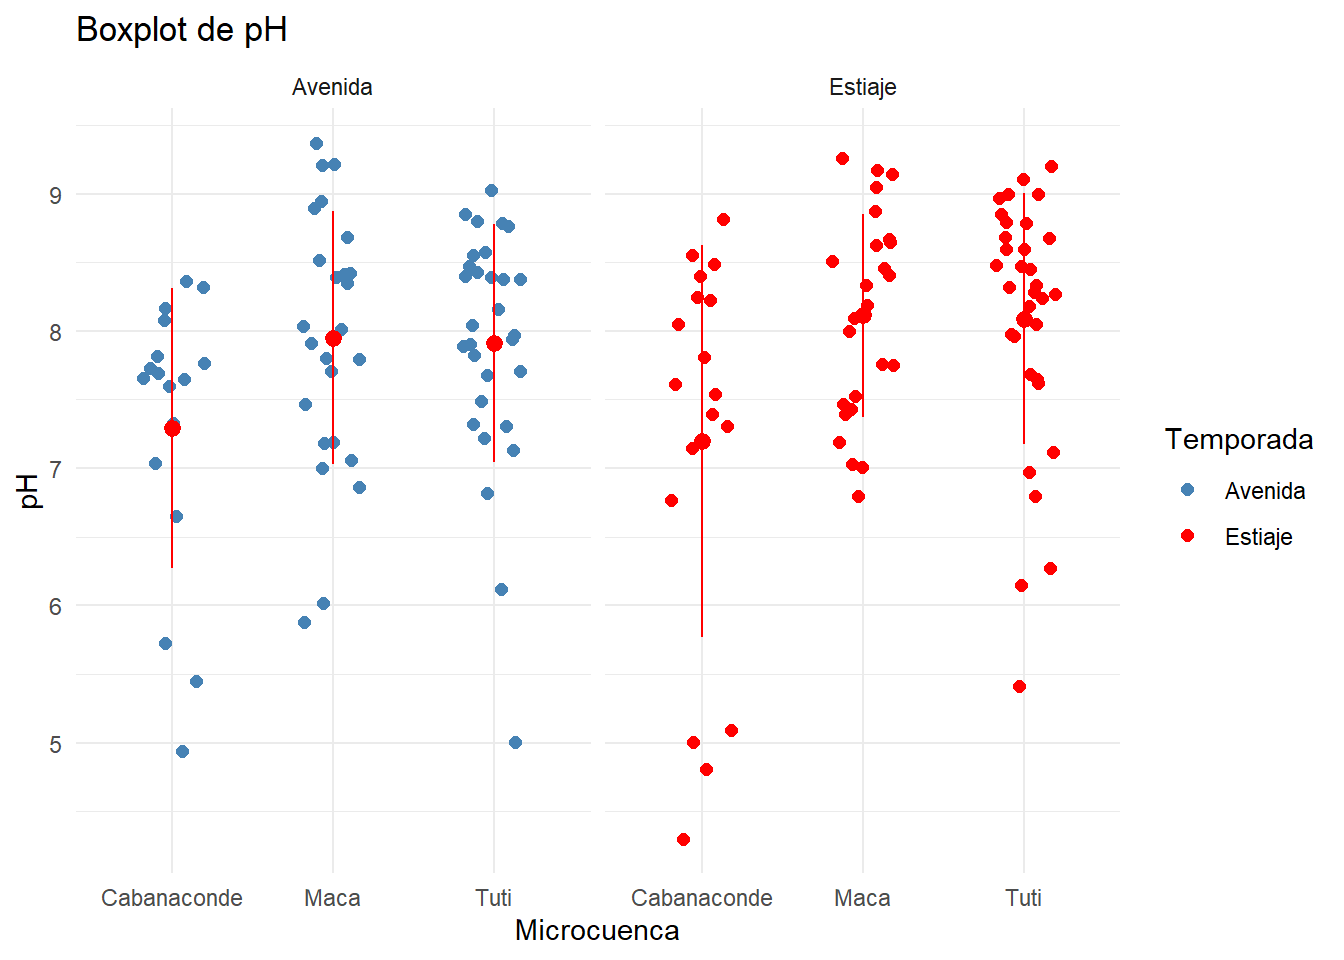 Boxplot de pH
Avenida
Estiaje
9
8
7
6
5
pH
Cabanaconde
Maca
Tuti
Cabanaconde
Maca
Tuti
Microcuenca
Temporada
Avenida
Estiaje